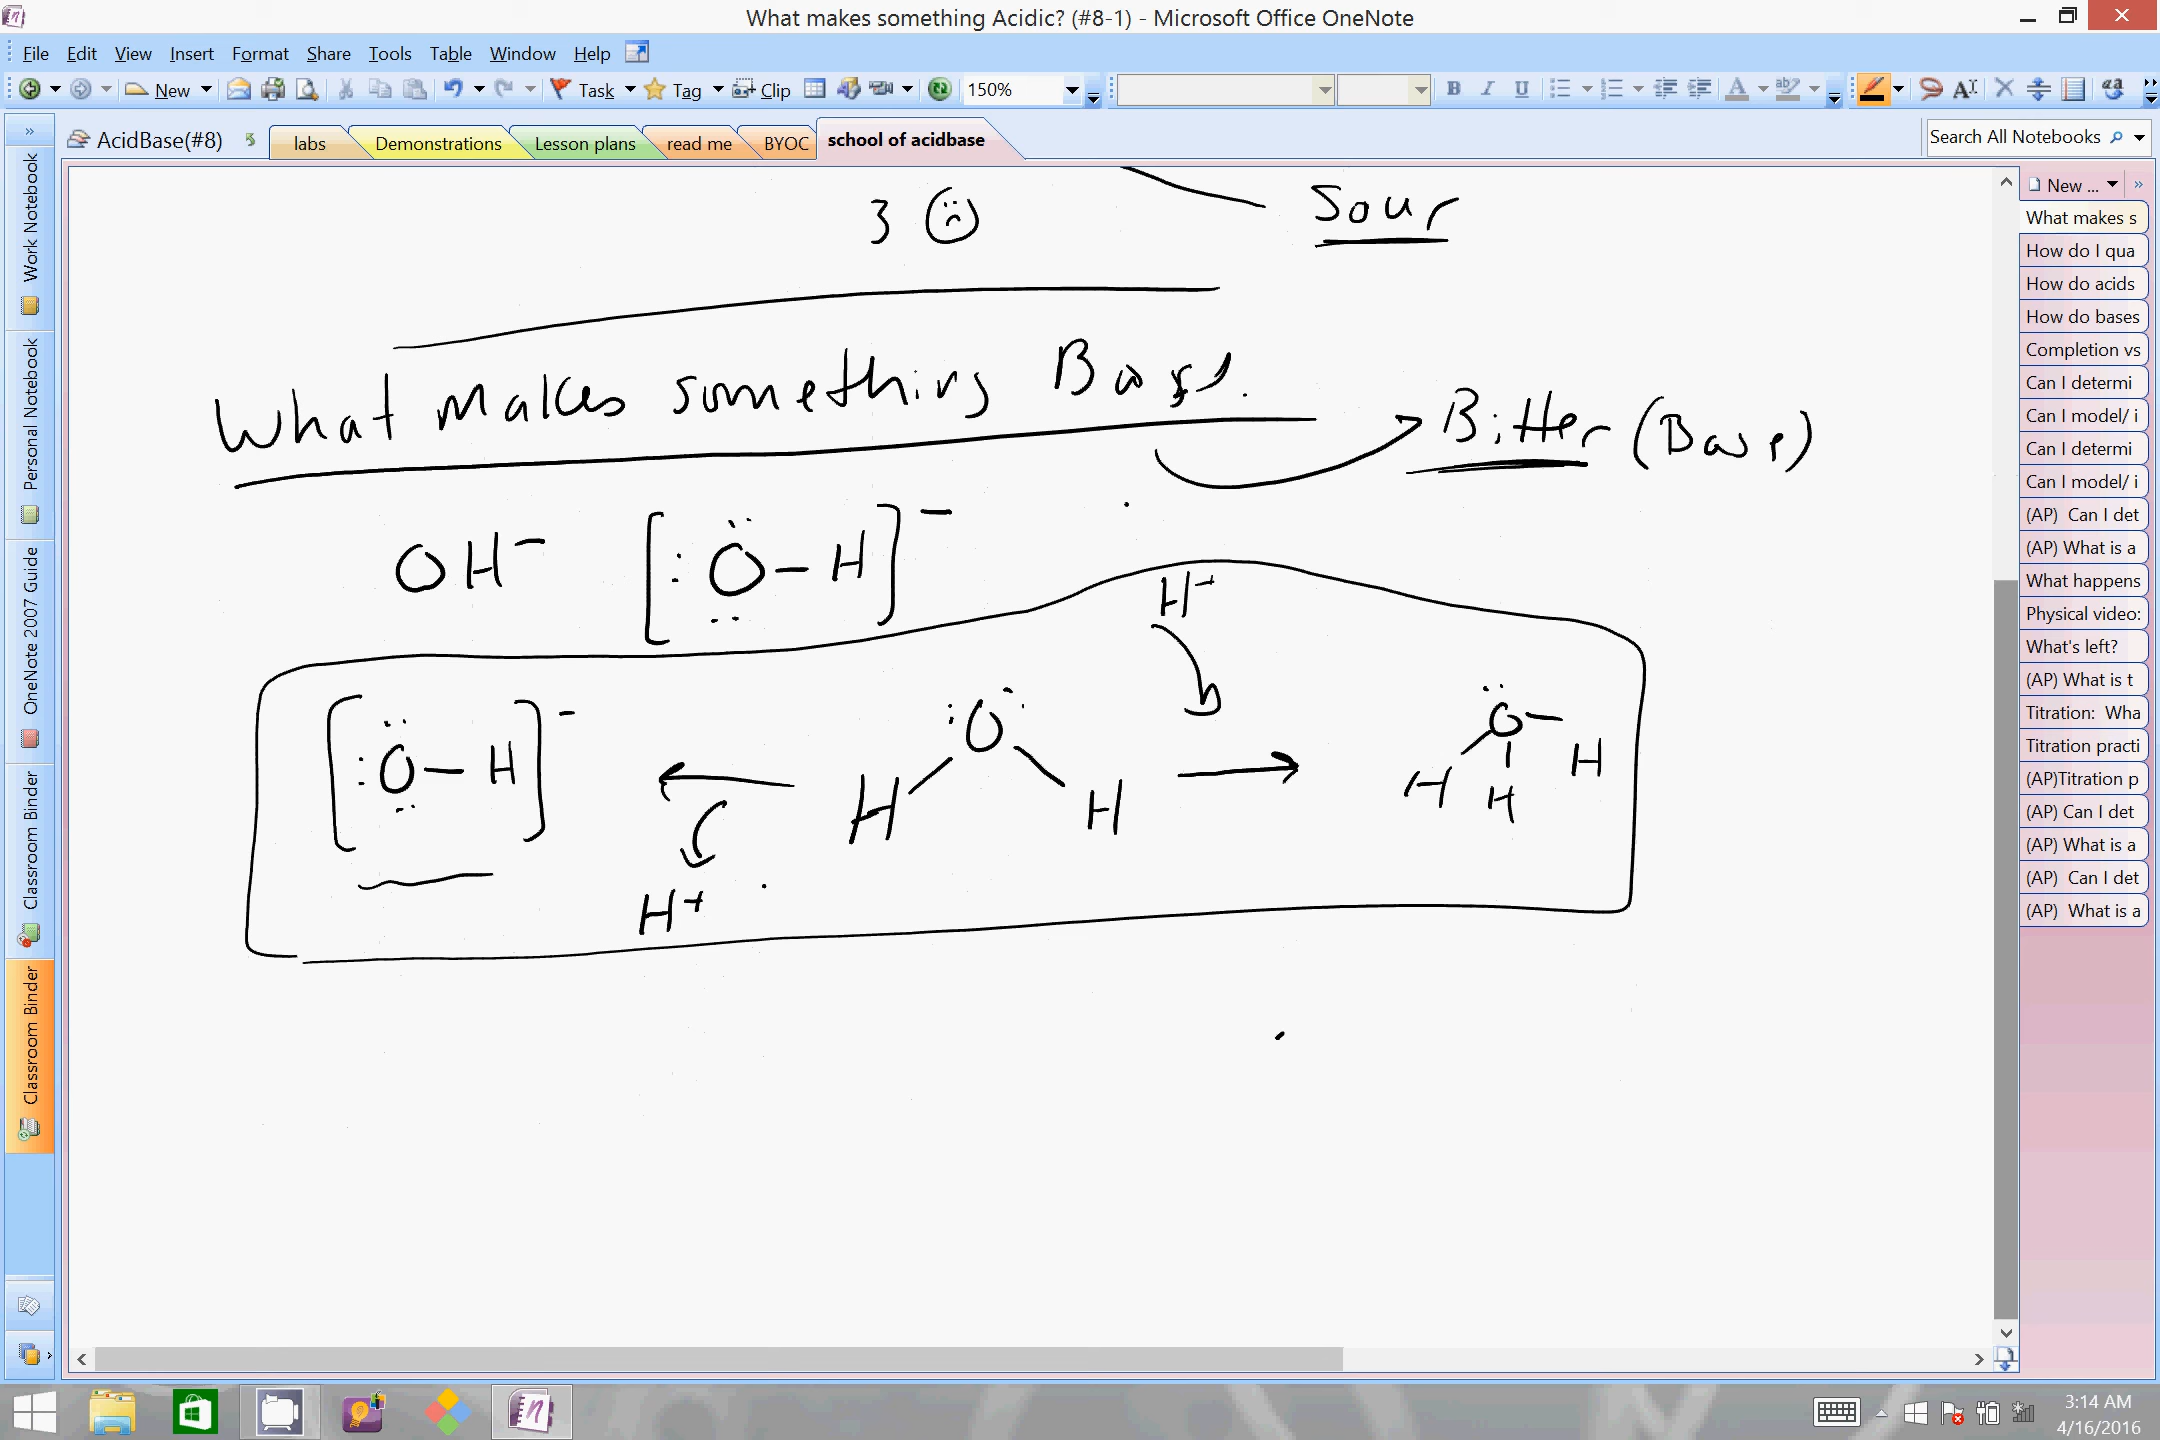 What makes something Acidic? (#8-1) - Microsoft Office OneNote
File Edit View Insert Format Share Tools Table Window Help
New Task Tag Clip 150% B I U
AcidBase(#8) labs Demonstrations Lesson plans read me BYOC school of acidbase
Search All Notebooks
Work Notebook
Personal Notebook
OneNote 2007 Guide
Classroom Binder
Classroom Binder
3
Sour
What makes something Base.
Bitter (Base)
OH⁻ [:O-H]⁻
H⁺
[:O-H]⁻
:O
H H
O
H H H
H⁺
New ...
What makes s
How do I qua
How do acids
How do bases
Completion vs
Can I determi
Can I model/ i
Can I determi
Can I model/ i
(AP) Can I det
(AP) What is a
What happens
Physical video:
What's left?
(AP) What is t
Titration: Wha
Titration practi
(AP)Titration p
(AP) Can I det
(AP) What is a
(AP) Can I det
(AP) What is a
3:14 AM
4/16/2016